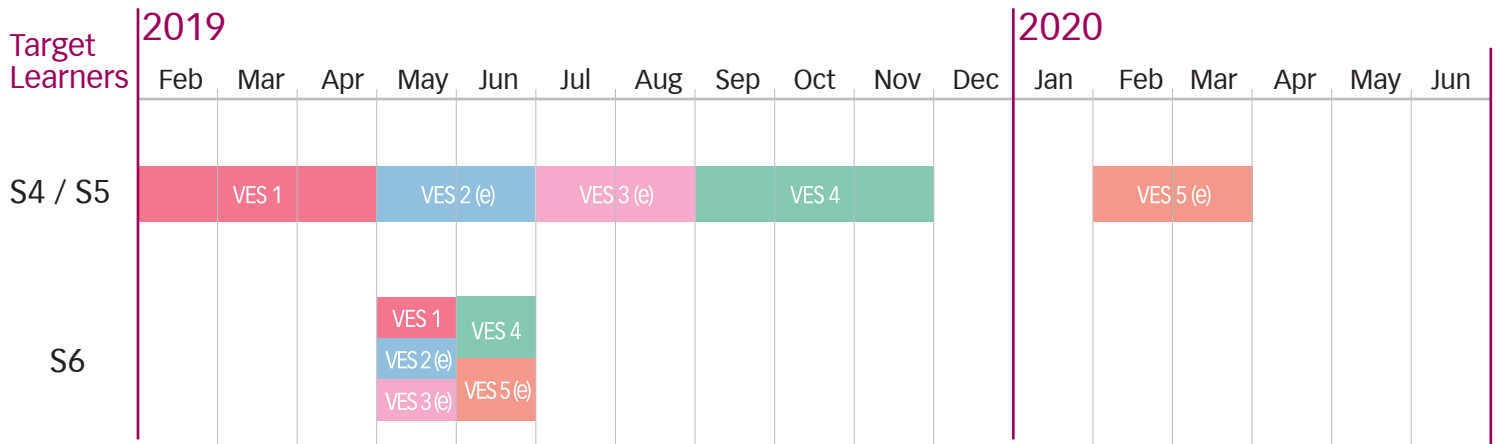 2019
2020
Target
Learners
Feb Mar Apr May Jun Jul Aug Sep Oct Nov Dec Jan Feb Mar Apr May Jun
S4 / S5
VES 1 VES 2 (e) VES 3 (e) VES 4 VES 5 (e)
S6
VES 1
VES 2 (e)
VES 3 (e)
VES 4
VES 5 (e)